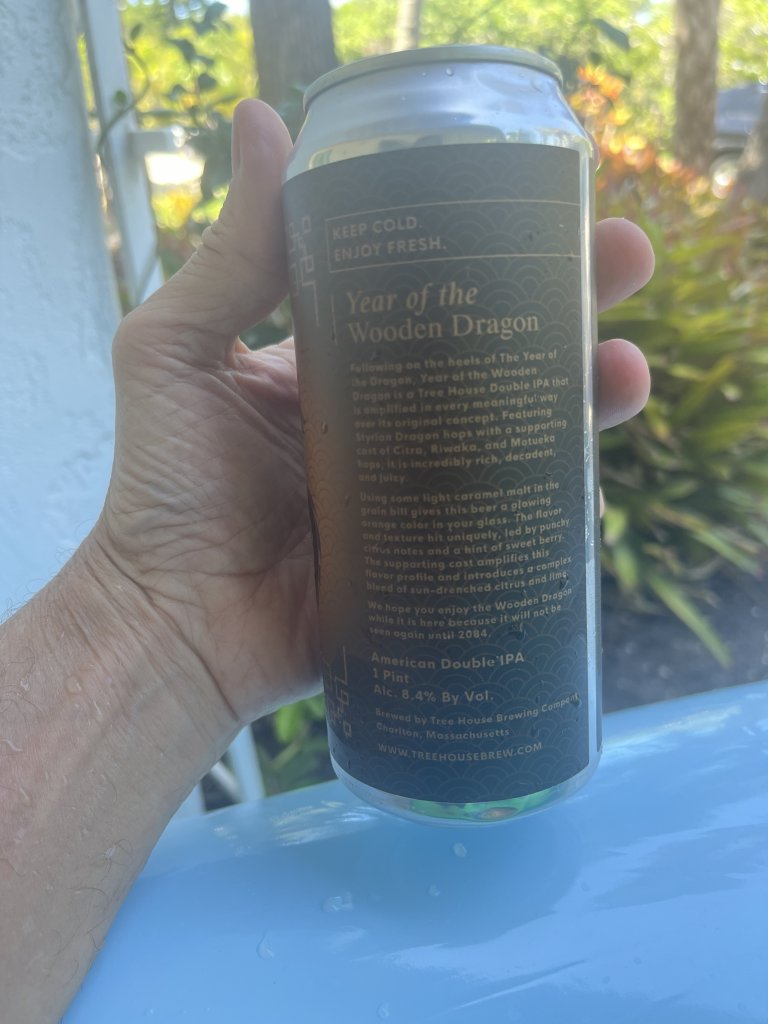 KEEP COLD.
ENJOY FRESH.
Year of the
Wooden Dragon
Following on the heels of The Year of
the Dragon, Year of the Wooden
Dragon is a Tree House Double IPA that
is amplified in every meaningful way
over its original concept. Featuring
Styrian Dragon hops with a supporting
cast of Citra, Riwaka, and Motueka
hops, it is incredibly rich, decadent,
and juicy.
Using some light caramel malt in the
grain bill gives this beer a glowing
orange color in your glass. The flavor
and texture hit uniquely, led by punchy
citrus notes and a hint of sweet berry.
The supporting cast amplifies this
flavor profile and introduces a complex
blend of sun-drenched citrus and lime.
We hope you enjoy the Wooden Dragon
while it is here because it will not be
seen again until 2084.
American Double IPA
1 Pint
Alc. 8.4% By Vol.
Brewed by Tree House Brewing Company
Charlton, Massachusetts
WWW.TREEHOUSEBREW.COM